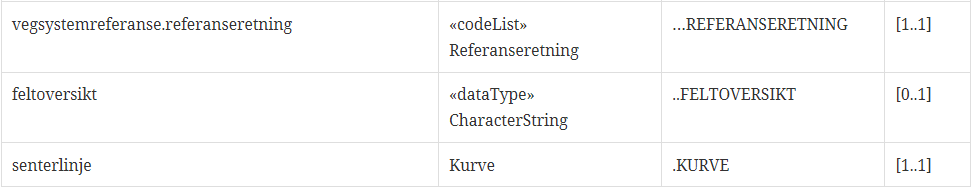 vegsystemreferanse.referanseretning «codeList» ...REFERANSERETNING [1..1]
Referanseretning
feltoversikt «dataType» ..FELTOVERSIKT [0..1]
CharacterString
senterlinje Kurve .KURVE [1..1]